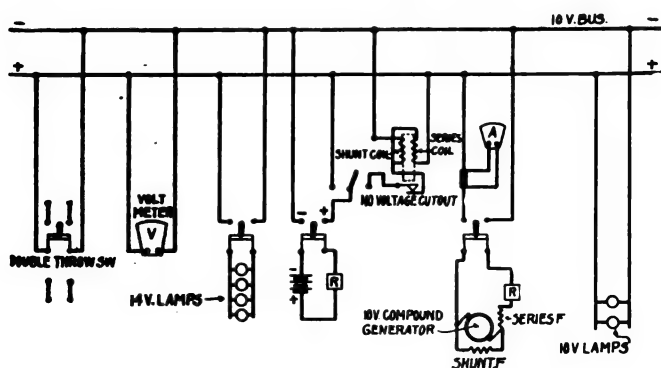 10 V. BUS.
-
-
+
+
SHUNT COIL
SERIES
COIL
A
NO VOLTAGE CUTOUT
VOLT
METER
V
DOUBLE THROW SW
14V. LAMPS
-
+
-
+
R
R
10V. COMPOUND
GENERATOR
SERIES F
SHUNT.F
10V LAMPS